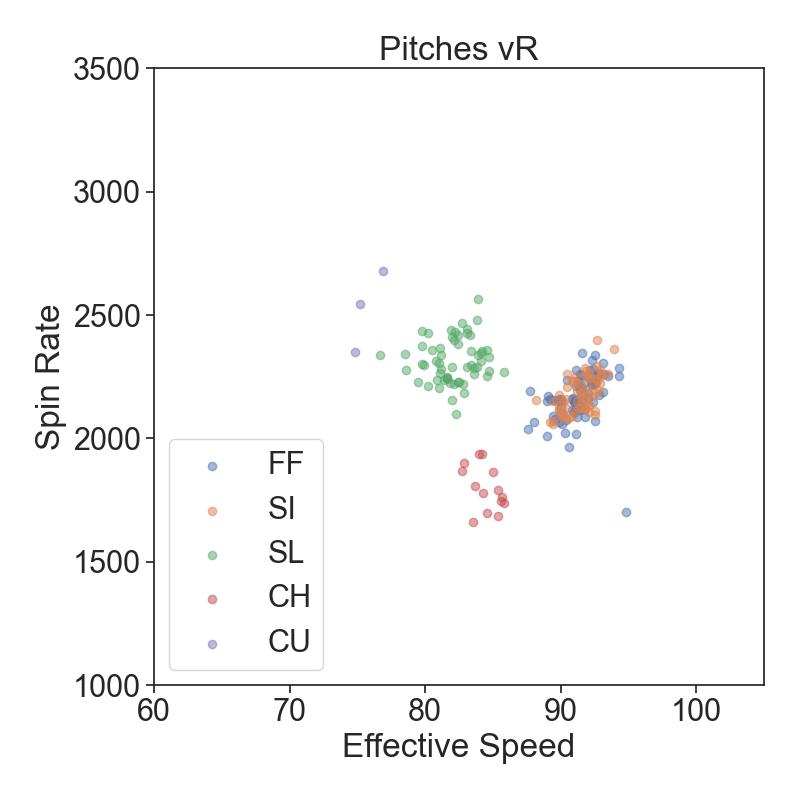 Pitches vR
3500
3000
2500
2000
1500
1000
Spin Rate
FF
SI
SL
CH
CU
60 70 80 90 100
Effective Speed